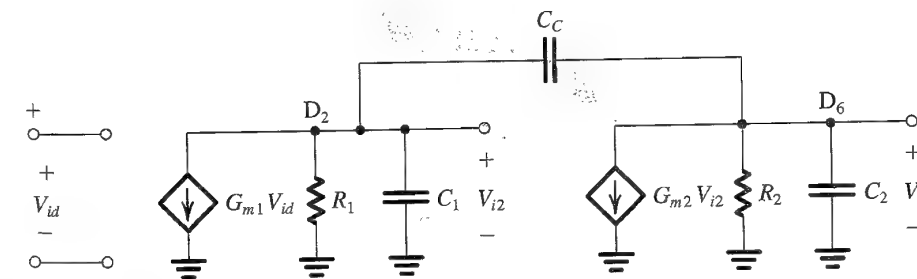 C_C
D_2
D_6
+
+
V_id
−
G_m1 V_id
R_1
C_1
+
V_i2
−
G_m2 V_i2
R_2
C_2
+
V
−